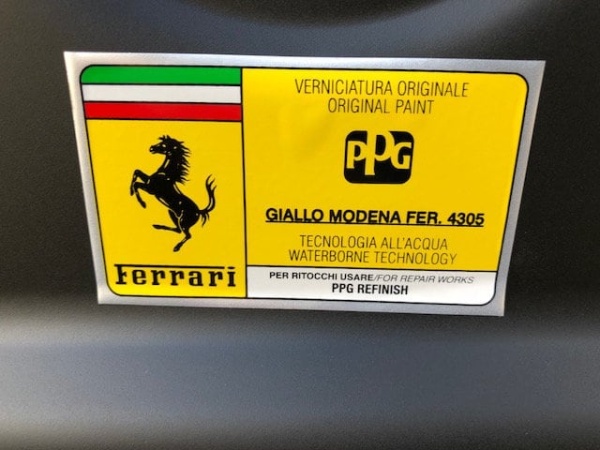 Ferrari
VERNICIATURA ORIGINALE
ORIGINAL PAINT
PPG
GIALLO MODENA FER. 4305
TECNOLOGIA ALL'ACQUA
WATERBORNE TECHNOLOGY
PER RITOCCHI USARE/FOR REPAIR WORKS
PPG REFINISH